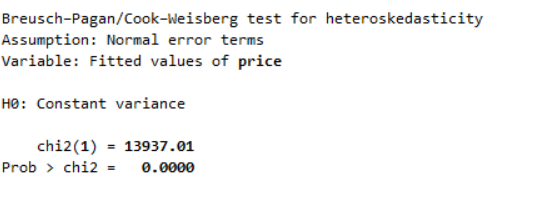 Breusch–Pagan/Cook–Weisberg test for heteroskedasticity
Assumption: Normal error terms
Variable: Fitted values of price
H0: Constant variance
chi2(1) = 13937.01
Prob > chi2 = 0.0000